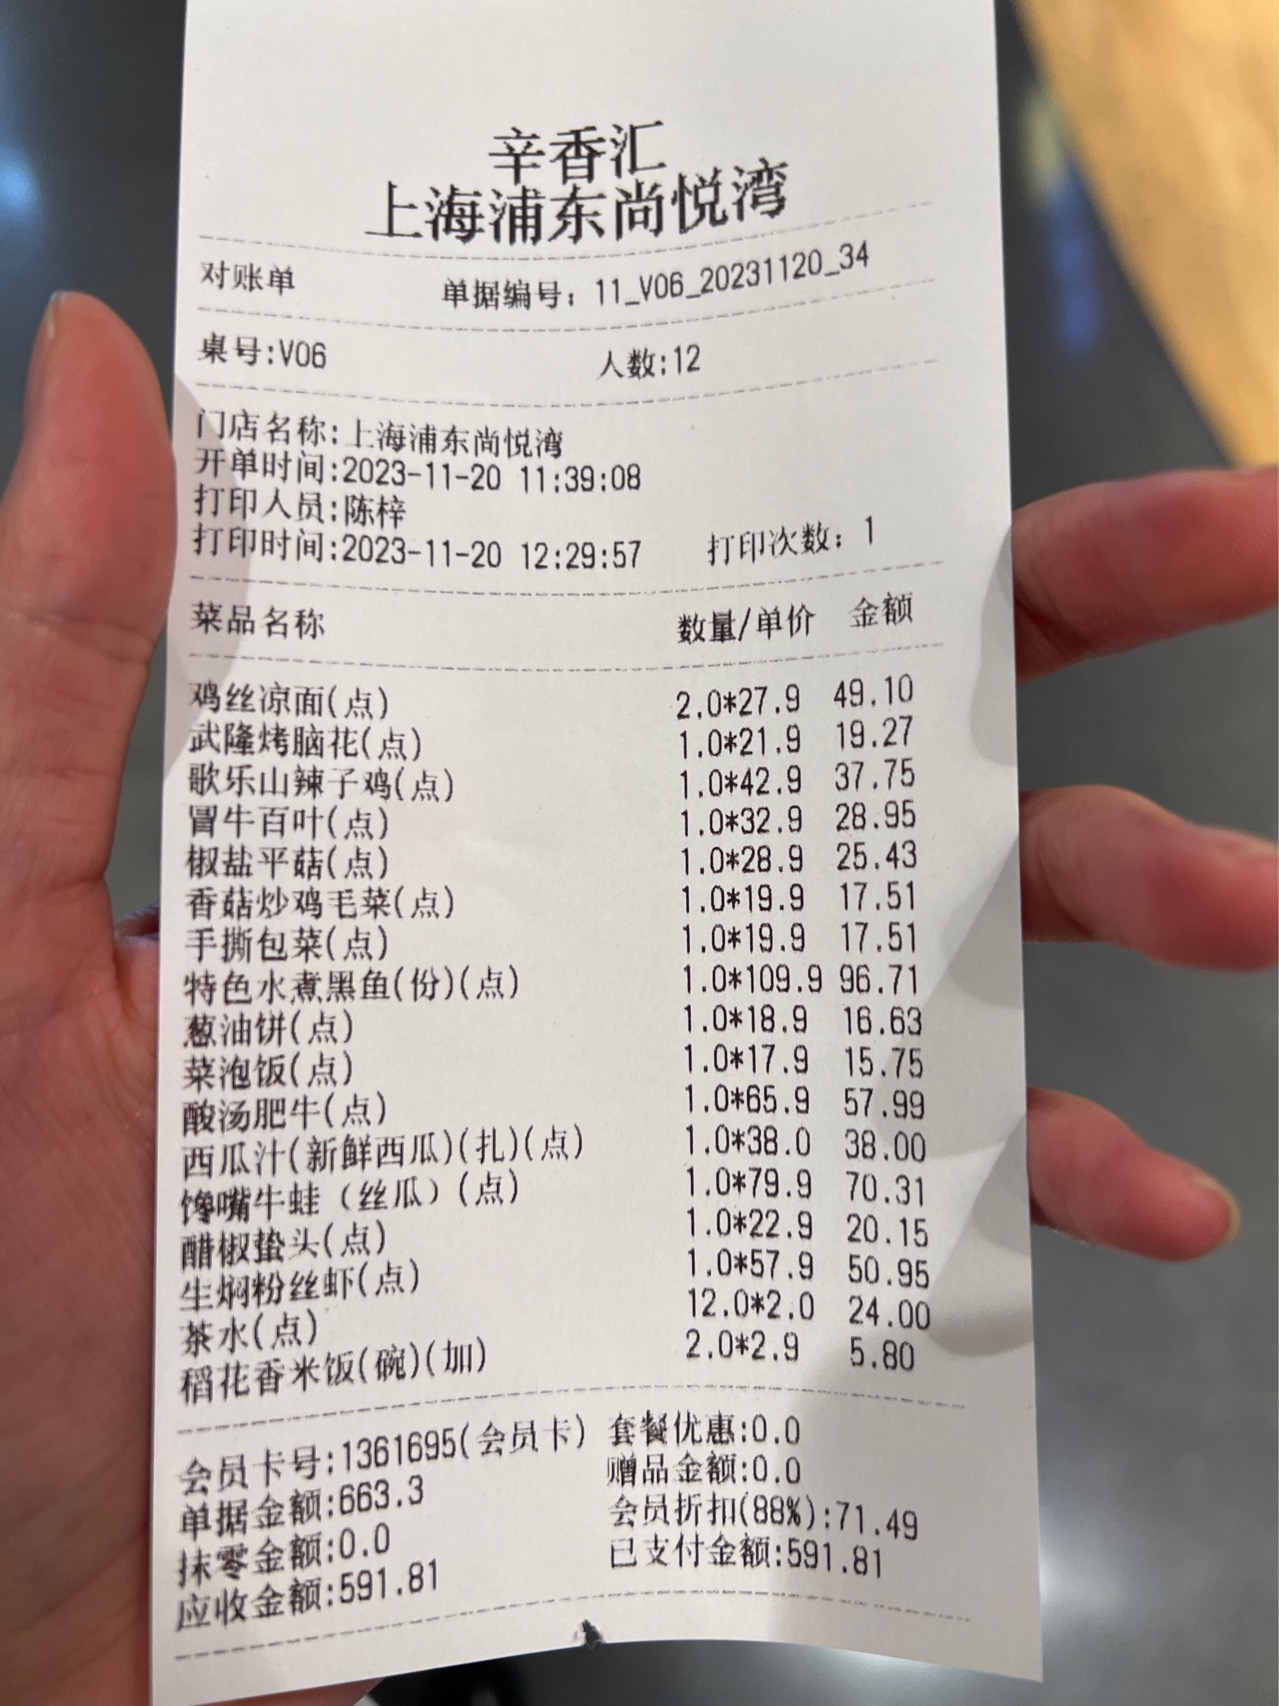 辛香汇
上海浦东尚悦湾
对账单 单据编号：11_V06_20231120_34
桌号:V06 人数:12
门店名称:上海浦东尚悦湾
开单时间:2023-11-20 11:39:08
打印人员:陈梓
打印时间:2023-11-20 12:29:57 打印次数：1
菜品名称 数量/单价 金额
鸡丝凉面(点) 2.0*27.9 49.10
武隆烤脑花(点) 1.0*21.9 19.27
歌乐山辣子鸡(点) 1.0*42.9 37.75
冒牛百叶(点) 1.0*32.9 28.95
椒盐平菇(点) 1.0*28.9 25.43
香菇炒鸡毛菜(点) 1.0*19.9 17.51
手撕包菜(点) 1.0*19.9 17.51
特色水煮黑鱼(份)(点) 1.0*109.9 96.71
葱油饼(点) 1.0*18.9 16.63
菜泡饭(点) 1.0*17.9 15.75
酸汤肥牛(点) 1.0*65.9 57.99
西瓜汁(新鲜西瓜)(扎)(点) 1.0*38.0 38.00
馋嘴牛蛙（丝瓜）(点) 1.0*79.9 70.31
醋椒蛰头(点) 1.0*22.9 20.15
生焖粉丝虾(点) 1.0*57.9 50.95
茶水(点) 12.0*2.0 24.00
稻花香米饭(碗)(加) 2.0*2.9 5.80
会员卡号:1361695(会员卡) 套餐优惠:0.0
单据金额:663.3 赠品金额:0.0
抹零金额:0.0 会员折扣(88%):71.49
应收金额:591.81 已支付金额:591.81